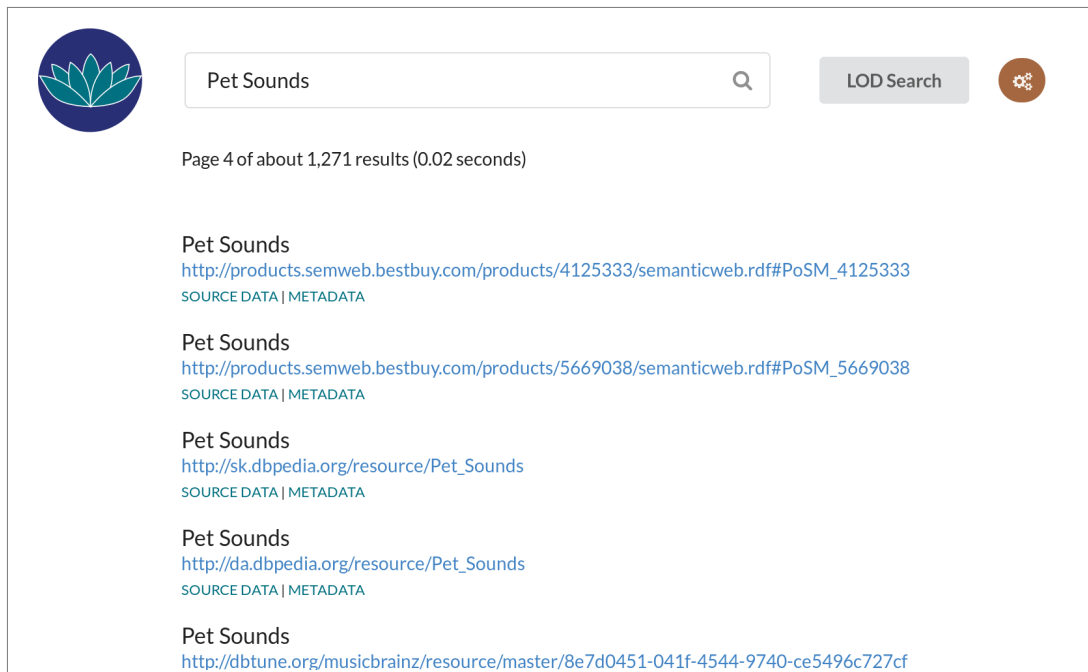 Pet Sounds
LOD Search
Page 4 of about 1,271 results (0.02 seconds)
Pet Sounds
http://products.semweb.bestbuy.com/products/4125333/semanticweb.rdf#PoSM_4125333
SOURCE DATA | METADATA
Pet Sounds
http://products.semweb.bestbuy.com/products/5669038/semanticweb.rdf#PoSM_5669038
SOURCE DATA | METADATA
Pet Sounds
http://sk.dbpedia.org/resource/Pet_Sounds
SOURCE DATA | METADATA
Pet Sounds
http://da.dbpedia.org/resource/Pet_Sounds
SOURCE DATA | METADATA
Pet Sounds
http://dbtune.org/musicbrainz/resource/master/8e7d0451-041f-4544-9740-ce5496c727cf